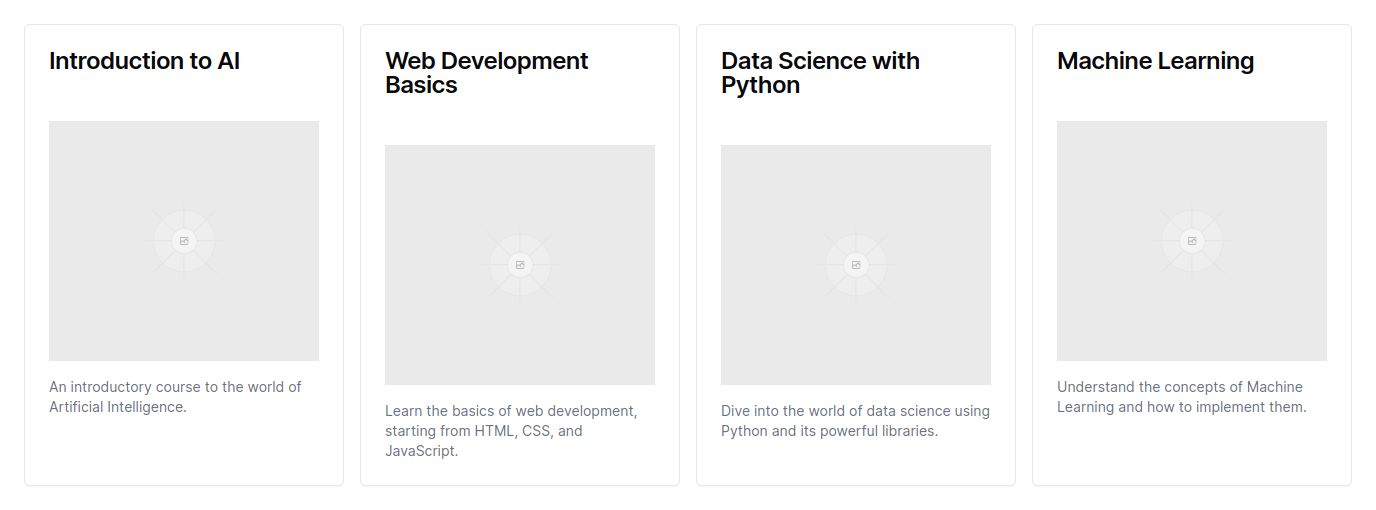 Introduction to AI
An introductory course to the world of
Artificial Intelligence.
Web Development
Basics
Learn the basics of web development,
starting from HTML, CSS, and
JavaScript.
Data Science with
Python
Dive into the world of data science using
Python and its powerful libraries.
Machine Learning
Understand the concepts of Machine
Learning and how to implement them.